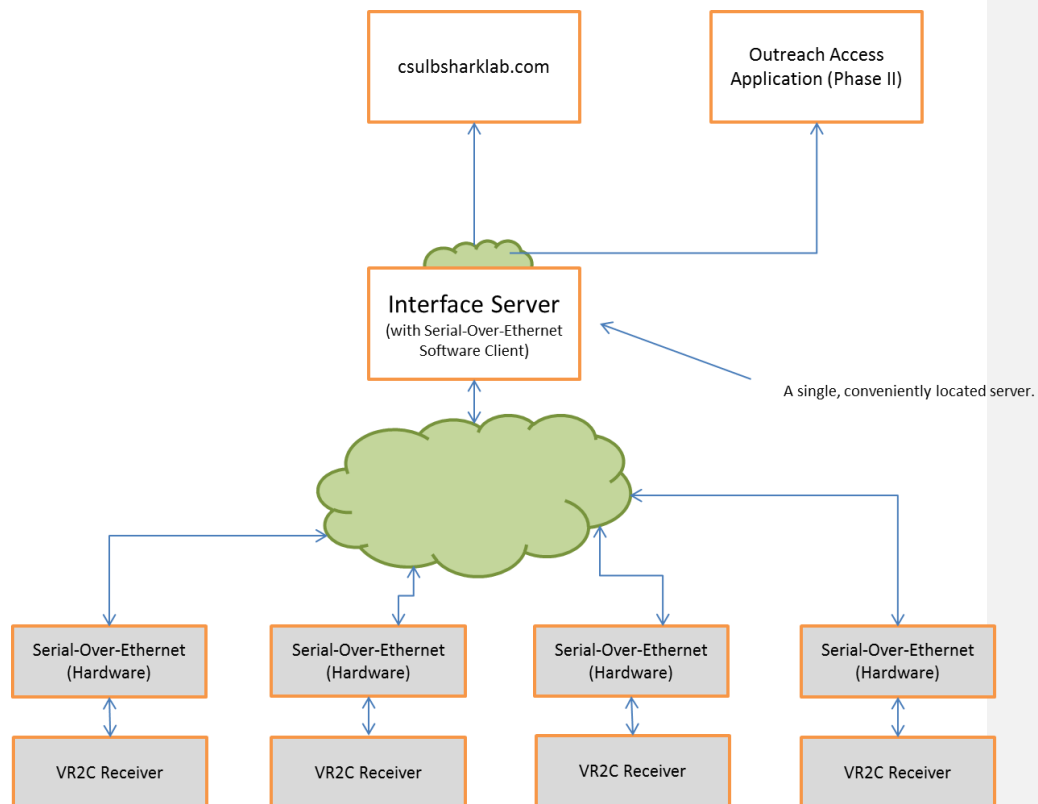 csulbsharklab.com
Outreach Access
Application (Phase II)
Interface Server
(with Serial-Over-Ethernet
Software Client)
A single, conveniently located server.
Serial-Over-Ethernet
(Hardware)
Serial-Over-Ethernet
(Hardware)
Serial-Over-Ethernet
(Hardware)
Serial-Over-Ethernet
(Hardware)
VR2C Receiver
VR2C Receiver
VR2C Receiver
VR2C Receiver